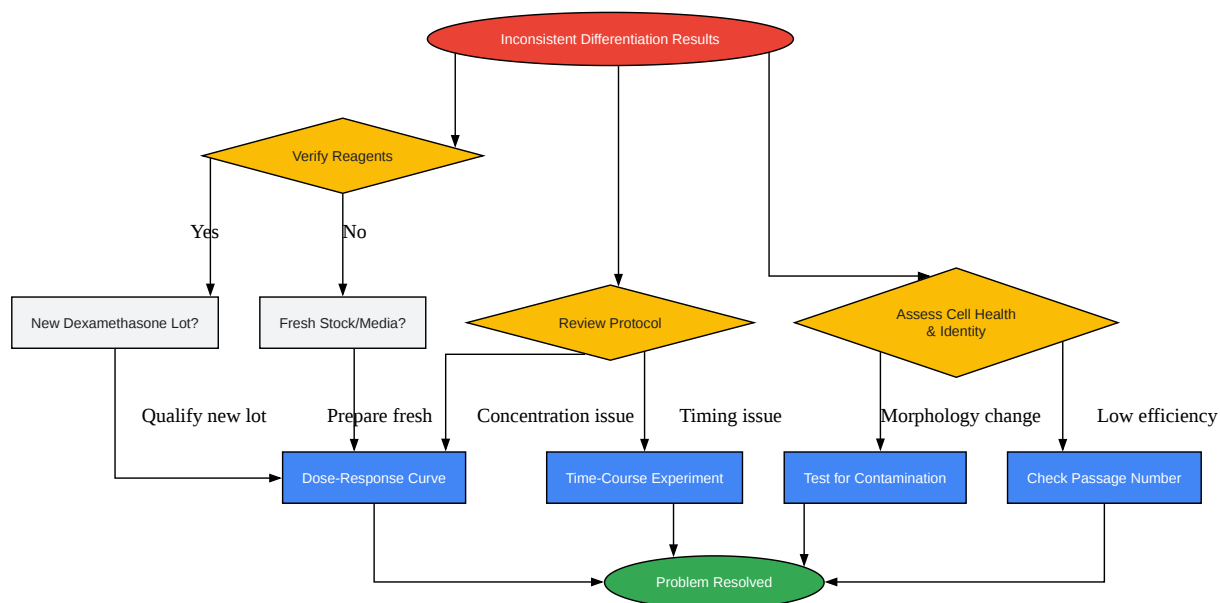 Inconsistent Differentiation Results
Verify Reagents
Yes
No
New Dexamethasone Lot?
Fresh Stock/Media?
Review Protocol
Assess Cell Health
& Identity
Qualify new lot
Prepare fresh
Concentration issue
Timing issue
Morphology change
Low efficiency
Dose-Response Curve
Time-Course Experiment
Test for Contamination
Check Passage Number
Problem Resolved